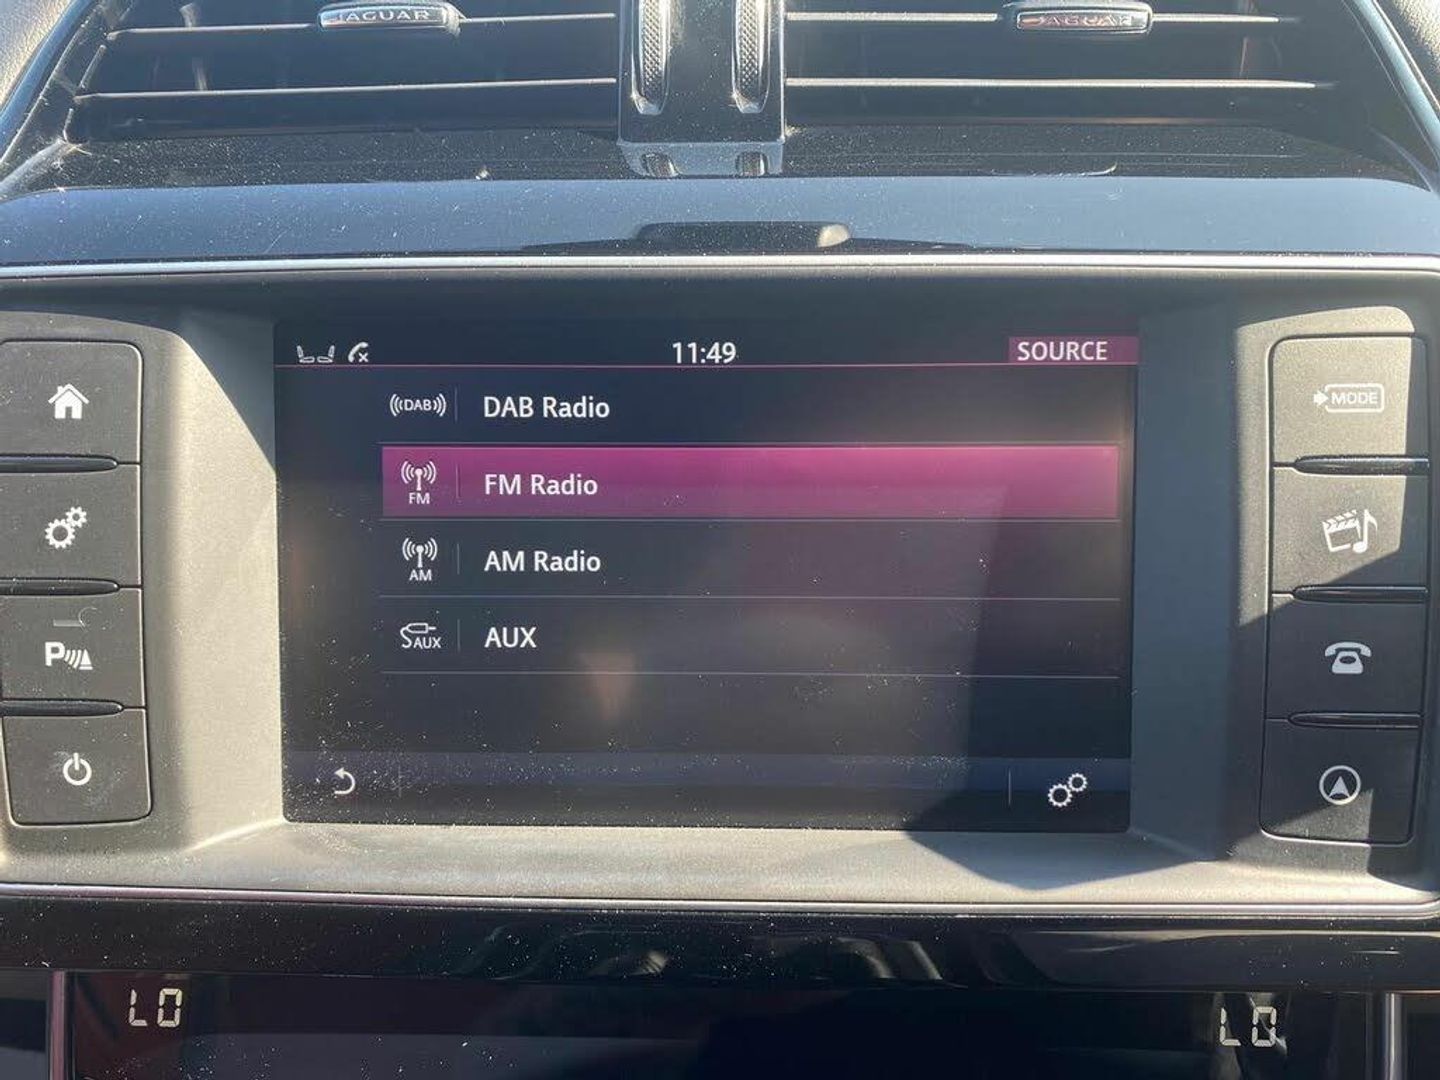 JAGUAR
JAGUAR
11:49
SOURCE
MODE
DAB
DAB Radio
FM
FM Radio
AM
AM Radio
AUX
AUX
P
LO
LO